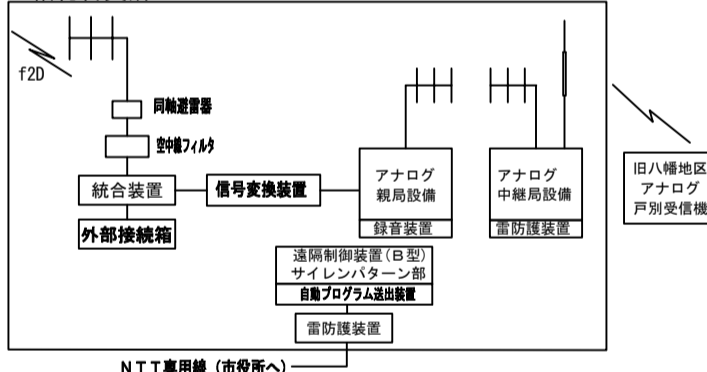 f2D
同軸避雷器
空中線フィルタ
統合装置
信号変換装置
外部接続箱
アナログ
親局設備
録音装置
アナログ
中継局設備
雷防護装置
旧八幡地区
アナログ
戸別受信機
遠隔制御装置(B型)
サイレンパターン部
自動プログラム送出装置
雷防護装置
NTT専用線(市役所へ)